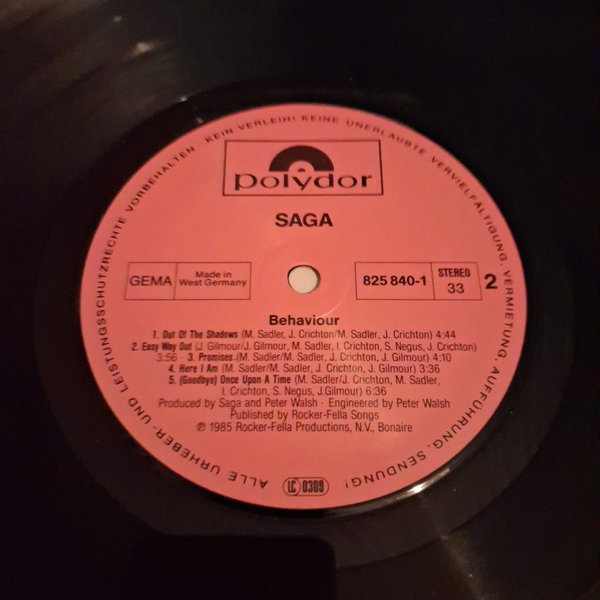 ALLE URHEBER- UND LEISTUNGSSCHUTZRECHTE VORBEHALTEN · KEIN VERLEIH! KEINE UNERLAUBTE VERVIELFÄLTIGUNG, VERMIETUNG, AUFFÜHRUNG, SENDUNG!
polydor
SAGA
GEMA
Made in
West Germany
825 840-1
STEREO
33
2
Behaviour
1. Out Of The Shadows (M. Sadler, J. Crichton/M. Sadler, J. Crichton) 4:44
2. Easy Way Out (J. Gilmour/J. Gilmour, M. Sadler, I. Crichton, S. Negus, J. Crichton)
3:56 · 3. Promises (M. Sadler/M. Sadler, J. Crichton, J. Gilmour) 4:10
4. Here I Am (M. Sadler/M. Sadler, J. Gilmour) 3:36
5. (Goodbye) Once Upon A Time (M. Sadler/J. Crichton, M. Sadler,
I. Crichton, S. Negus, J.Gilmour) 6:36
Produced by Saga and Peter Walsh · Engineered by Peter Walsh
Published by Rocker-Fella Songs
℗ 1985 Rocker-Fella Productions, N.V., Bonaire
LC 0309